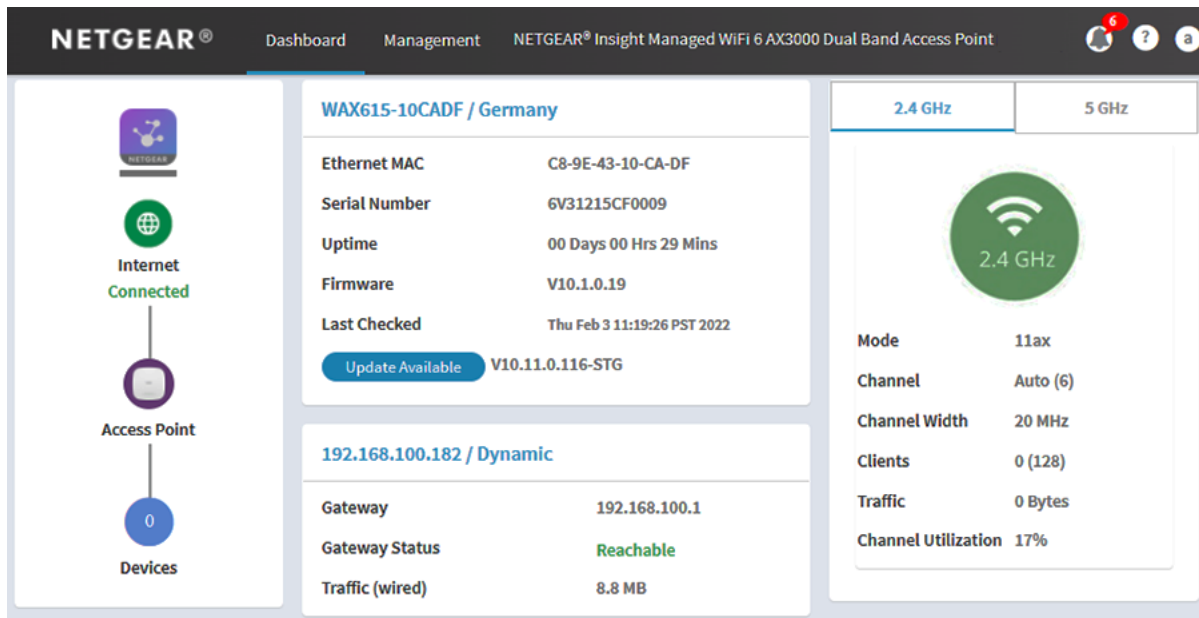 NETGEAR® Dashboard Management NETGEAR® Insight Managed WiFi 6 AX3000 Dual Band Access Point 6 ? a
NETGEAR
Internet
Connected
Access Point
0
Devices
WAX615-10CADF / Germany
Ethernet MAC C8-9E-43-10-CA-DF
Serial Number 6V31215CF0009
Uptime 00 Days 00 Hrs 29 Mins
Firmware V10.1.0.19
Last Checked Thu Feb 3 11:19:26 PST 2022
Update Available V10.11.0.116-STG
192.168.100.182 / Dynamic
Gateway 192.168.100.1
Gateway Status Reachable
Traffic (wired) 8.8 MB
2.4 GHz 5 GHz
2.4 GHz
Mode 11ax
Channel Auto (6)
Channel Width 20 MHz
Clients 0 (128)
Traffic 0 Bytes
Channel Utilization 17%